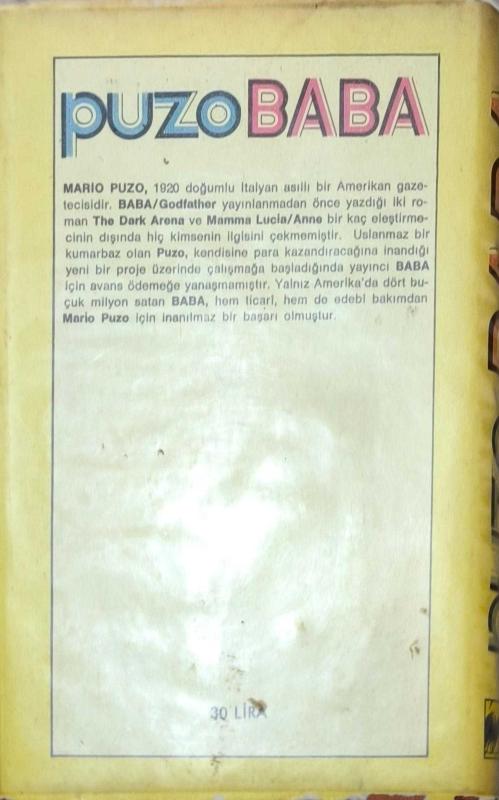 puzo BABA
MARIO PUZO, 1920 doğumlu İtalyan asıllı bir Amerikan gaze-
tecisidir. BABA/Godfather yayınlanmadan önce yazdığı iki ro-
man The Dark Arena ve Mamma Lucia/Anne bir kaç eleştirme-
cinin dışında hiç kimsenin ilgisini çekmemiştir. Uslanmaz bir
kumarbaz olan Puzo, kendisine para kazandıracağına inandığı
yeni bir proje üzerinde çalışmağa başladığında yayıncı BABA
için avans ödemeğe yanaşmamıştır. Yalnız Amerika'da dört bu-
çuk milyon satan BABA, hem ticari, hem de edebi bakımdan
Mario Puzo için inanılmaz bir başarı olmuştur.
30 LİRA